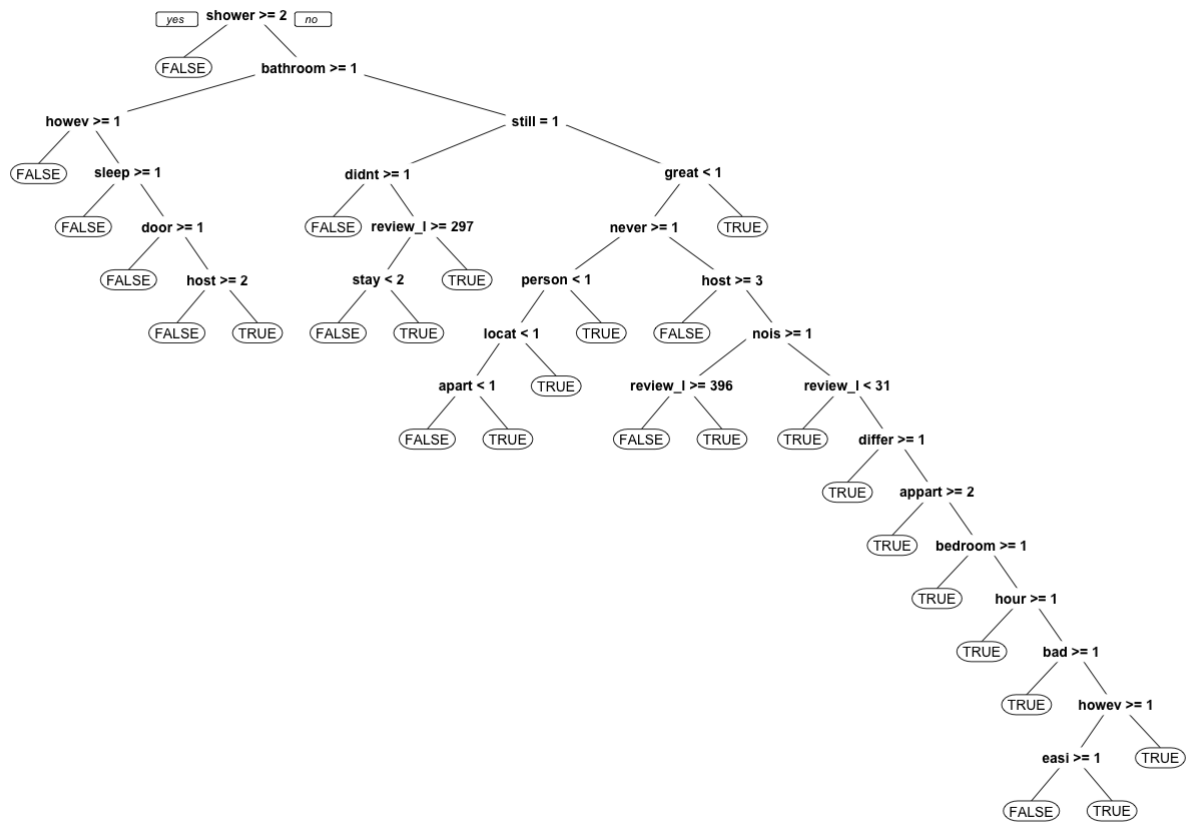 yes shower >= 2 no
FALSE bathroom >= 1
howev >= 1 still = 1
FALSE sleep >= 1 didnt >= 1 great < 1
FALSE door >= 1 FALSE review_l >= 297 never >= 1 TRUE
FALSE host >= 2 stay < 2 TRUE person < 1 host >= 3
FALSE TRUE FALSE TRUE locat < 1 TRUE FALSE nois >= 1
apart < 1 TRUE review_l >= 396 review_l < 31
FALSE TRUE FALSE TRUE TRUE differ >= 1
TRUE appart >= 2
TRUE bedroom >= 1
TRUE hour >= 1
TRUE bad >= 1
TRUE howev >= 1
easi >= 1 TRUE
FALSE TRUE